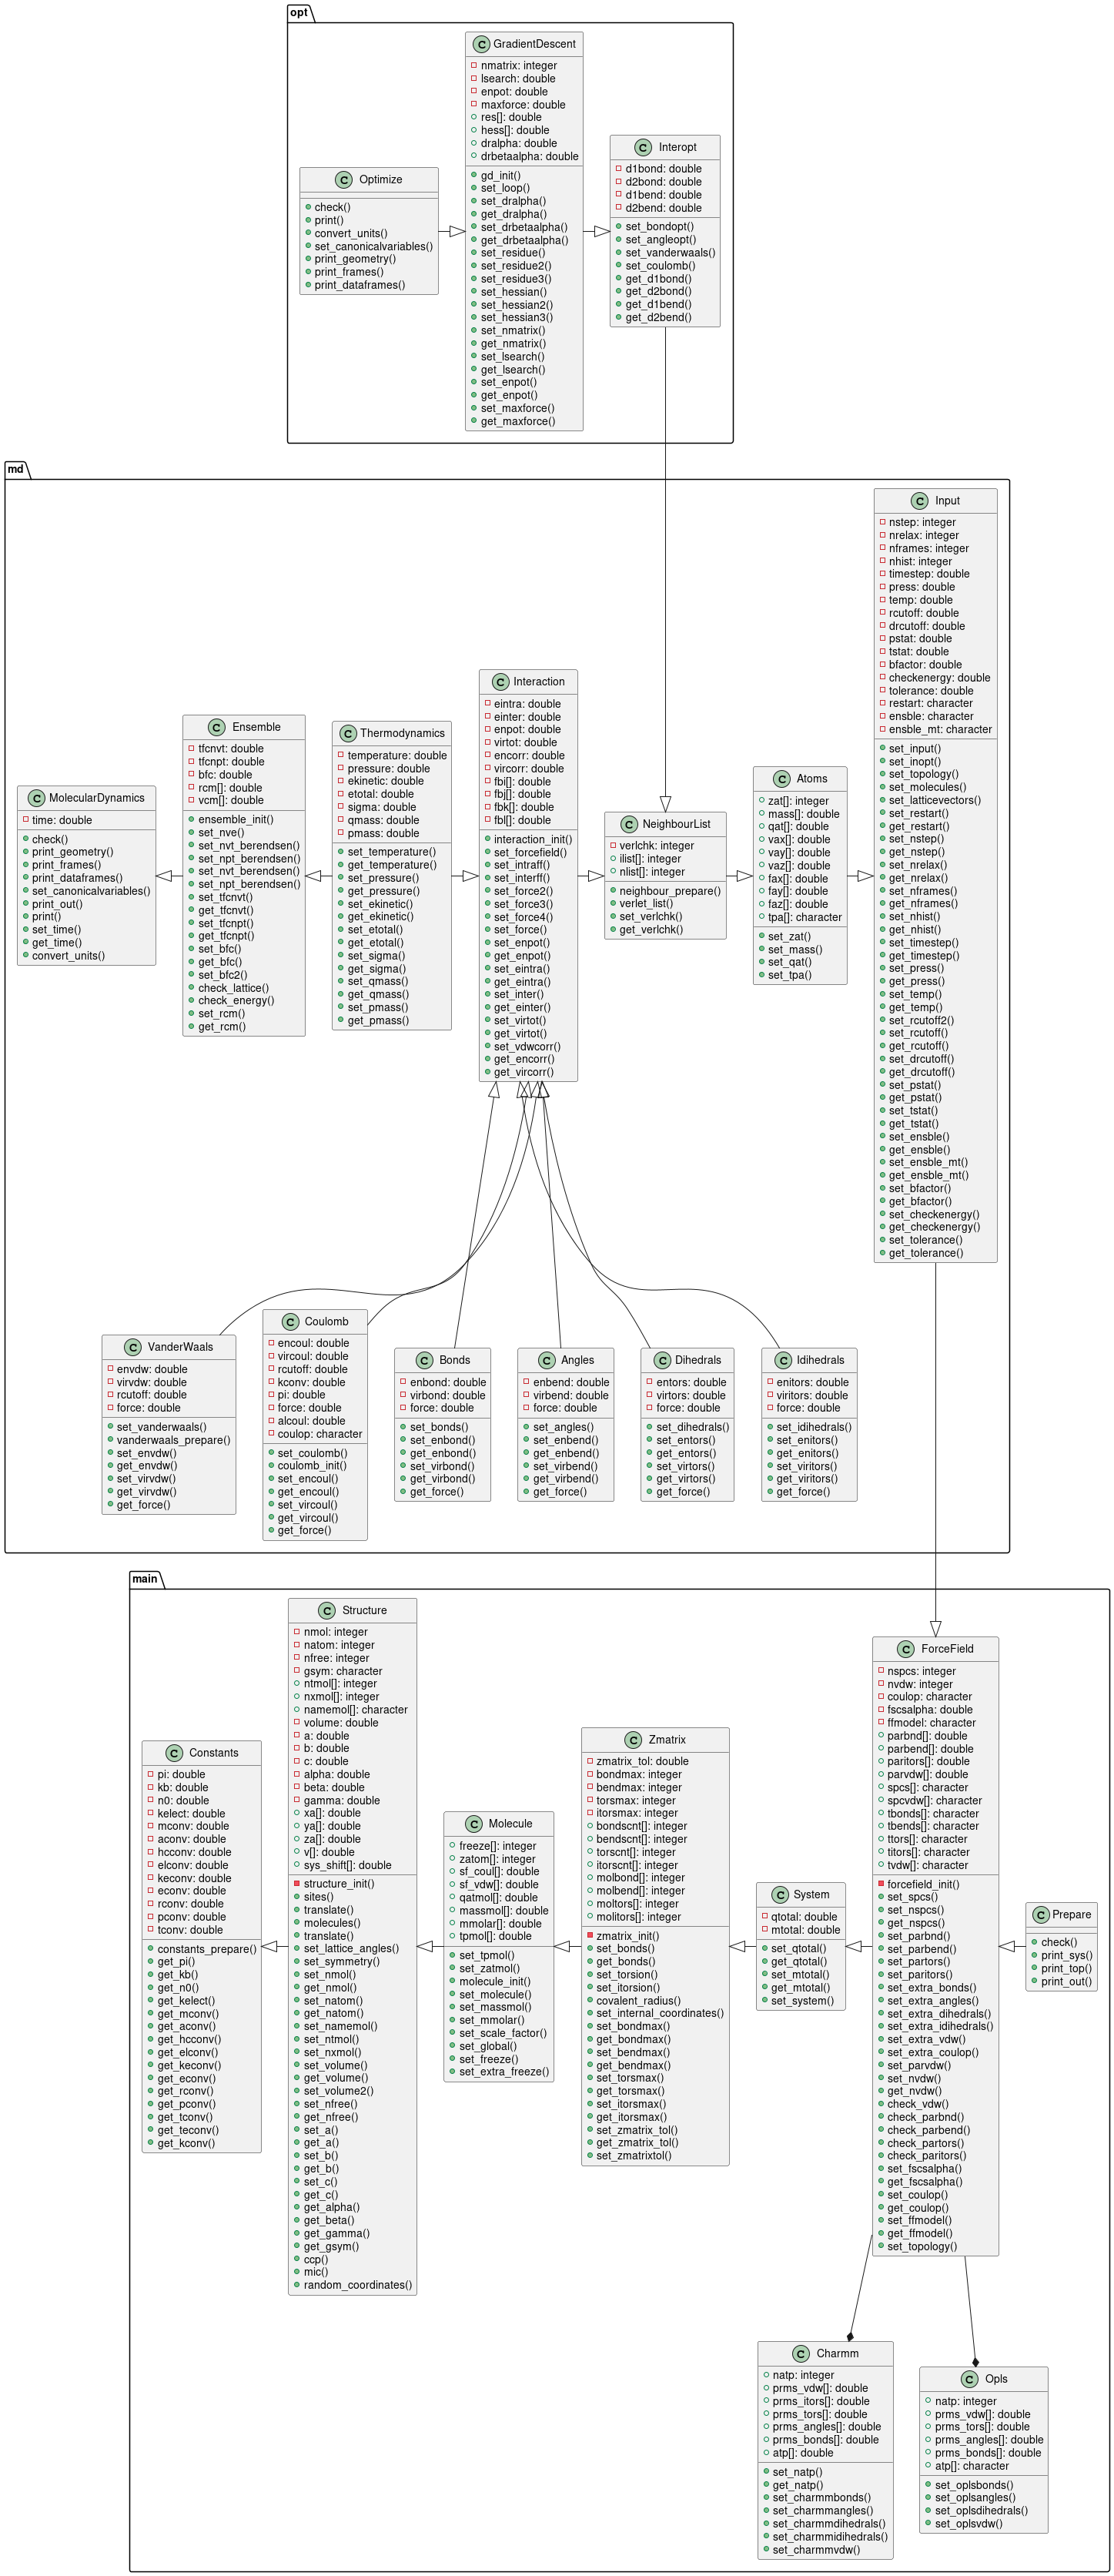 opt
C GradientDescent
nmatrix: integer
lsearch: double
enpot: double
maxforce: double
res[]: double
hess[]: double
dralpha: double
drbetaalpha: double
gd_init()
set_loop()
set_dralpha()
get_dralpha()
set_drbetaalpha()
get_drbetaalpha()
set_residue()
set_residue2()
set_residue3()
set_hessian()
set_hessian2()
set_hessian3()
set_nmatrix()
get_nmatrix()
set_lsearch()
get_lsearch()
set_enpot()
get_enpot()
set_maxforce()
get_maxforce()
C Interopt
d1bond: double
d2bond: double
d1bend: double
d2bend: double
set_bondopt()
set_angleopt()
set_vanderwaals()
set_coulomb()
get_d1bond()
get_d2bond()
get_d1bend()
get_d2bend()
C Optimize
check()
print()
convert_units()
set_canonicalvariables()
print_geometry()
print_frames()
print_dataframes()
md
C Input
nstep: integer
nrelax: integer
nframes: integer
nhist: integer
timestep: double
press: double
temp: double
rcutoff: double
drcutoff: double
pstat: double
tstat: double
bfactor: double
checkenergy: double
tolerance: double
restart: character
ensble: character
ensble_mt: character
set_input()
set_inopt()
set_topology()
set_molecules()
set_latticevectors()
set_restart()
get_restart()
set_nstep()
get_nstep()
set_nrelax()
get_nrelax()
set_nframes()
get_nframes()
set_nhist()
get_nhist()
set_timestep()
get_timestep()
set_press()
get_press()
set_temp()
get_temp()
set_rcutoff2()
set_rcutoff()
get_rcutoff()
set_drcutoff()
get_drcutoff()
set_pstat()
get_pstat()
set_tstat()
get_tstat()
set_ensble()
get_ensble()
set_ensble_mt()
get_ensble_mt()
set_bfactor()
get_bfactor()
set_checkenergy()
get_checkenergy()
set_tolerance()
get_tolerance()
C Interaction
eintra: double
einter: double
enpot: double
virtot: double
encorr: double
vircorr: double
fbi[]: double
fbj[]: double
fbk[]: double
fbl[]: double
interaction_init()
set_forcefield()
set_intraff()
set_interff()
set_force2()
set_force3()
set_force4()
set_force()
set_enpot()
get_enpot()
set_eintra()
get_eintra()
set_inter()
get_einter()
set_virtot()
get_virtot()
set_vdwcorr()
get_encorr()
get_vircorr()
C Ensemble
tfcnvt: double
tfcnpt: double
bfc: double
rcm[]: double
vcm[]: double
ensemble_init()
set_nve()
set_nvt_berendsen()
set_npt_berendsen()
set_nvt_berendsen()
set_npt_berendsen()
set_tfcnvt()
get_tfcnvt()
set_tfcnpt()
get_tfcnpt()
set_bfc()
get_bfc()
set_bfc2()
check_lattice()
check_energy()
set_rcm()
get_rcm()
C Thermodynamics
temperature: double
pressure: double
ekinetic: double
etotal: double
sigma: double
qmass: double
pmass: double
set_temperature()
get_temperature()
set_pressure()
get_pressure()
set_ekinetic()
get_ekinetic()
set_etotal()
get_etotal()
set_sigma()
get_sigma()
set_qmass()
get_qmass()
set_pmass()
get_pmass()
C Atoms
zat[]: integer
mass[]: double
qat[]: double
vax[]: double
vay[]: double
vaz[]: double
fax[]: double
fay[]: double
faz[]: double
tpa[]: character
set_zat()
set_mass()
set_qat()
set_tpa()
C MolecularDynamics
time: double
check()
print_geometry()
print_frames()
print_dataframes()
set_canonicalvariables()
print_out()
print()
set_time()
get_time()
convert_units()
C NeighbourList
verlchk: integer
ilist[]: integer
nlist[]: integer
neighbour_prepare()
verlet_list()
set_verlchk()
get_verlchk()
C VanderWaals
envdw: double
virvdw: double
rcutoff: double
force: double
set_vanderwaals()
vanderwaals_prepare()
set_envdw()
get_envdw()
set_virvdw()
get_virvdw()
get_force()
C Coulomb
encoul: double
vircoul: double
rcutoff: double
kconv: double
pi: double
force: double
alcoul: double
coulop: character
set_coulomb()
coulomb_init()
set_encoul()
get_encoul()
set_vircoul()
get_vircoul()
get_force()
C Bonds
enbond: double
virbond: double
force: double
set_bonds()
set_enbond()
get_enbond()
set_virbond()
get_virbond()
get_force()
C Angles
enbend: double
virbend: double
force: double
set_angles()
set_enbend()
get_enbend()
set_virbend()
get_virbend()
get_force()
C Dihedrals
entors: double
virtors: double
force: double
set_dihedrals()
set_entors()
get_entors()
set_virtors()
get_virtors()
get_force()
C Idihedrals
enitors: double
viritors: double
force: double
set_idihedrals()
set_enitors()
get_enitors()
set_viritors()
get_viritors()
get_force()
main
C Structure
nmol: integer
natom: integer
nfree: integer
gsym: character
ntmol[]: integer
nxmol[]: integer
namemol[]: character
volume: double
a: double
b: double
c: double
alpha: double
beta: double
gamma: double
xa[]: double
ya[]: double
za[]: double
v[]: double
sys_shift[]: double
structure_init()
sites()
translate()
molecules()
translate()
set_lattice_angles()
set_symmetry()
set_nmol()
get_nmol()
set_natom()
get_natom()
set_namemol()
set_ntmol()
set_nxmol()
set_volume()
get_volume()
set_volume2()
set_nfree()
get_nfree()
set_a()
get_a()
set_b()
get_b()
set_c()
get_c()
get_alpha()
get_beta()
get_gamma()
get_gsym()
ccp()
mic()
random_coordinates()
C ForceField
nspcs: integer
nvdw: integer
coulop: character
fscsalpha: double
ffmodel: character
parbnd[]: double
parbend[]: double
paritors[]: double
parvdw[]: double
spcs[]: character
spcvdw[]: character
tbonds[]: character
tbends[]: character
ttors[]: character
titors[]: character
tvdw[]: character
forcefield_init()
set_spcs()
set_nspcs()
get_nspcs()
set_parbnd()
set_parbend()
set_partors()
set_paritors()
set_extra_bonds()
set_extra_angles()
set_extra_dihedrals()
set_extra_idihedrals()
set_extra_vdw()
set_extra_coulop()
set_parvdw()
set_nvdw()
get_nvdw()
check_vdw()
check_parbnd()
check_parbend()
check_partors()
check_paritors()
set_fscsalpha()
get_fscsalpha()
set_coulop()
get_coulop()
set_ffmodel()
get_ffmodel()
set_topology()
C Constants
pi: double
kb: double
n0: double
kelect: double
mconv: double
aconv: double
hcconv: double
elconv: double
keconv: double
econv: double
rconv: double
pconv: double
tconv: double
constants_prepare()
get_pi()
get_kb()
get_n0()
get_kelect()
get_mconv()
get_aconv()
get_hcconv()
get_elconv()
get_keconv()
get_econv()
get_rconv()
get_pconv()
get_tconv()
get_teconv()
get_kconv()
C Zmatrix
zmatrix_tol: double
bondmax: integer
bendmax: integer
torsmax: integer
itorsmax: integer
bondscnt[]: integer
bendscnt[]: integer
torscnt[]: integer
itorscnt[]: integer
molbond[]: integer
molbend[]: integer
moltors[]: integer
molitors[]: integer
zmatrix_init()
set_bonds()
get_bonds()
set_torsion()
set_itorsion()
covalent_radius()
set_internal_coordinates()
set_bondmax()
get_bondmax()
set_bendmax()
get_bendmax()
set_torsmax()
get_torsmax()
set_itorsmax()
get_itorsmax()
set_zmatrix_tol()
get_zmatrix_tol()
set_zmatrixtol()
C Molecule
freeze[]: integer
zatom[]: integer
sf_coul[]: double
sf_vdw[]: double
qatmol[]: double
massmol[]: double
mmolar[]: double
tpmol[]: double
set_tpmol()
set_zatmol()
molecule_init()
set_molecule()
set_massmol()
set_mmolar()
set_scale_factor()
set_global()
set_freeze()
set_extra_freeze()
C System
qtotal: double
mtotal: double
set_qtotal()
get_qtotal()
set_mtotal()
get_mtotal()
set_system()
C Prepare
check()
print_sys()
print_top()
print_out()
C Charmm
natp: integer
prms_vdw[]: double
prms_itors[]: double
prms_tors[]: double
prms_angles[]: double
prms_bonds[]: double
atp[]: double
set_natp()
get_natp()
set_charmmbonds()
set_charmmangles()
set_charmmdihedrals()
set_charmmidihedrals()
set_charmmvdw()
C Opls
natp: integer
prms_vdw[]: double
prms_tors[]: double
prms_angles[]: double
prms_bonds[]: double
atp[]: character
set_oplsbonds()
set_oplsangles()
set_oplsdihedrals()
set_oplsvdw()